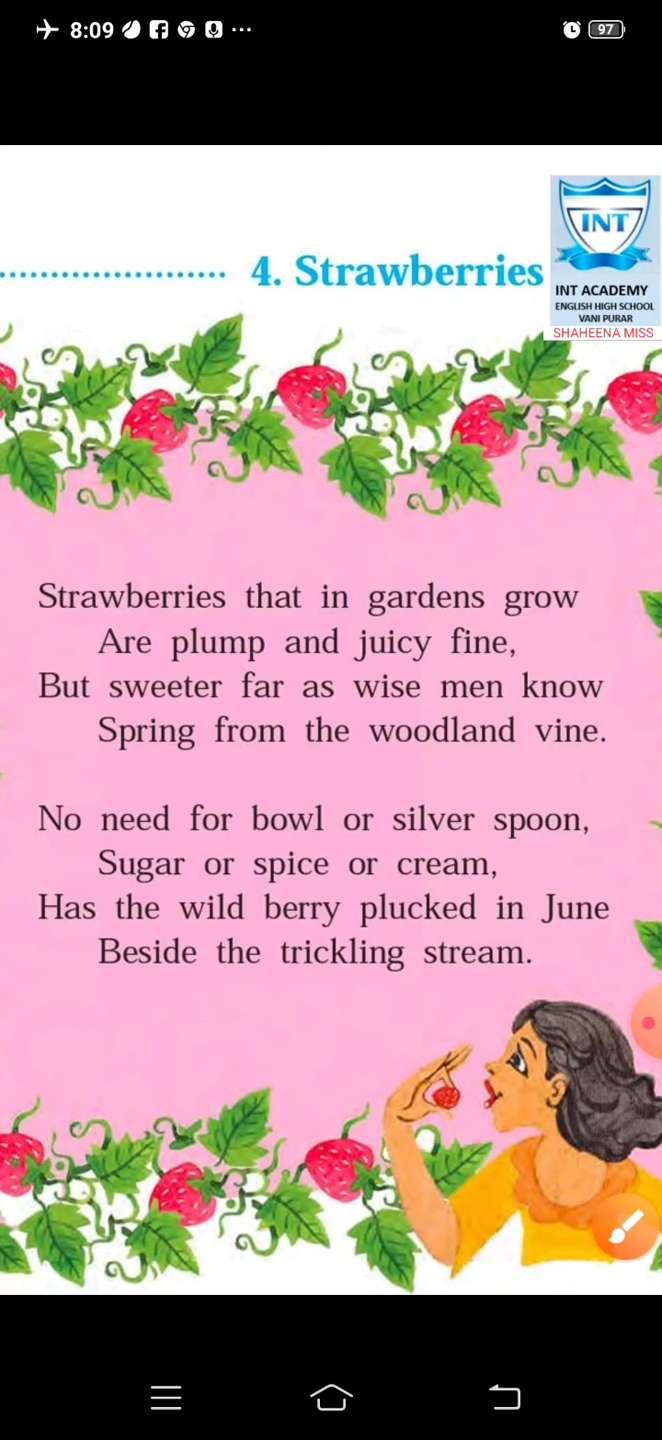 8:09
97
4. Strawberries
INT
INT ACADEMY
ENGLISH HIGH SCHOOL
VANI PURAR
SHAHEENA MISS
Strawberries that in gardens grow
Are plump and juicy fine,
But sweeter far as wise men know
Spring from the woodland vine.
No need for bowl or silver spoon,
Sugar or spice or cream,
Has the wild berry plucked in June
Beside the trickling stream.